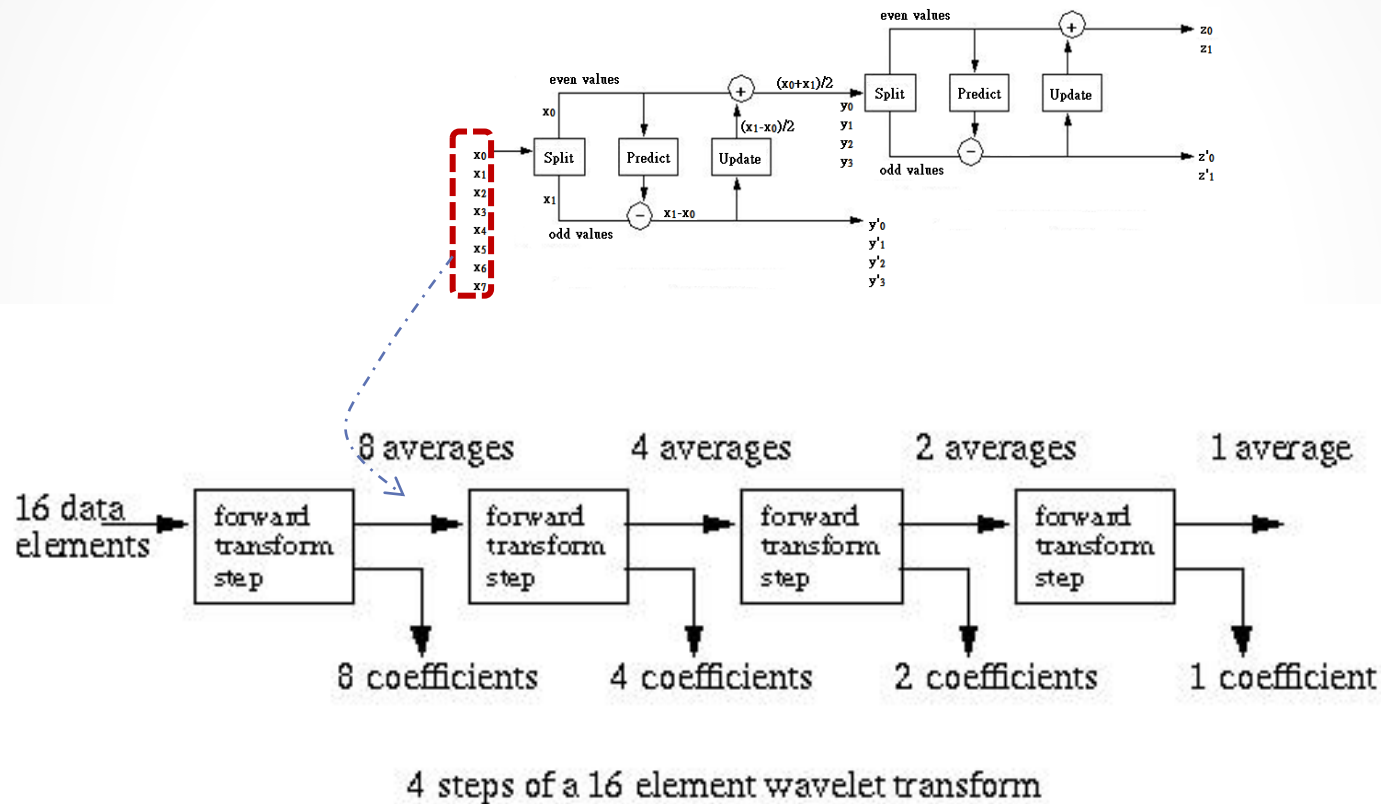 even values
z0
z1
Split
Predict
Update
odd values
z'0
z'1
even values
(x0+x1)/2
x0
y0
y1
y2
y3
(x1-x0)/2
Split
Predict
Update
x1
x1-x0
odd values
x0
x1
x2
x3
x4
x5
x6
x7
y'0
y'1
y'2
y'3
+
−
+
−
8 averages
4 averages
2 averages
1 average
16 data
elements
forward
transform
step
forward
transform
step
forward
transform
step
forward
transform
step
8 coefficients
4 coefficients
2 coefficients
1 coefficient
4 steps of a 16 element wavelet transform